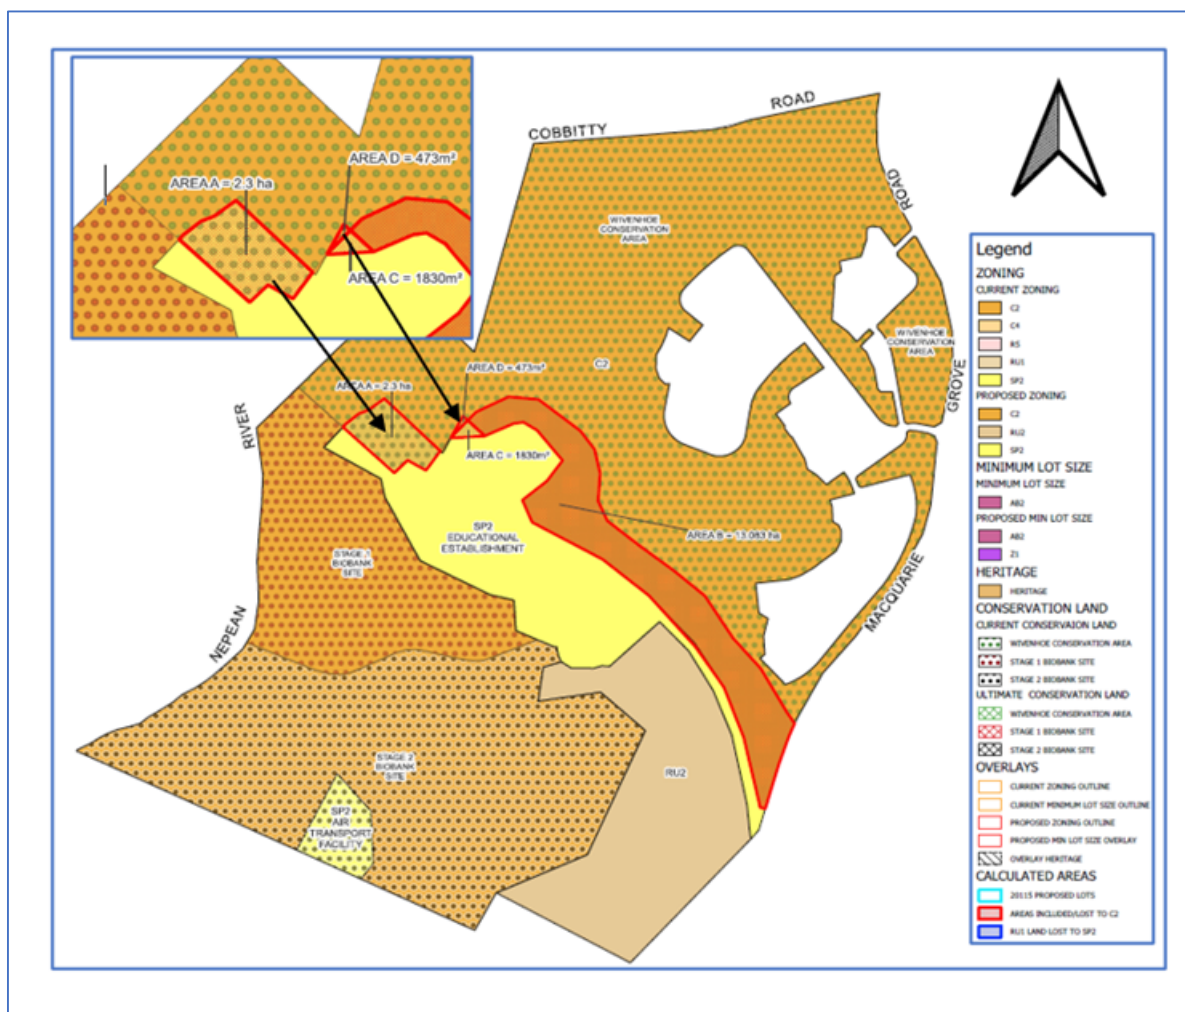 AREA D = 473m²
AREA A = 2.3 ha
AREA C = 1830m²
COBBITTY
ROAD
ROAD
GROVE
MACQUARIE
RIVER
NEPEAN
WIVENHOE
CONSERVATION
AREA
WIVENHOE
CONSERVATION
AREA
C2
AREA D = 473m²
AREA A = 2.3 ha
AREA C = 1830m²
AREA B = 13.083 ha
SP2
EDUCATIONAL
ESTABLISHMENT
STAGE 1
BIOBANK
SITE
STAGE 2
BIOBANK
SITE
RU2
SP2
AIR
TRANSPORT
FACILITY
Legend
ZONING
CURRENT ZONING
C2
C4
R5
RU1
SP2
PROPOSED ZONING
C2
RU2
SP2
MINIMUM LOT SIZE
MINIMUM LOT SIZE
AB2
PROPOSED MIN LOT SIZE
AB2
Z1
HERITAGE
HERITAGE
CONSERVATION LAND
CURRENT CONSERVAION LAND
WIVENHOE CONSERVATION AREA
STAGE 1 BIOBANK SITE
STAGE 2 BIOBANK SITE
ULTIMATE CONSERVATION LAND
WIVENHOE CONSERVATION AREA
STAGE 1 BIOBANK SITE
STAGE 2 BIOBANK SITE
OVERLAYS
CURRENT ZONING OUTLINE
CURRENT MINIMUM LOT SIZE OUTLINE
PROPOSED ZONING OUTLINE
PROPOSED MIN LOT SIZE OVERLAY
OVERLAY HERITAGE
CALCULATED AREAS
20115 PROPOSED LOTS
AREAS INCLUDED/LOST TO C2
RU1 LAND LOST TO SP2